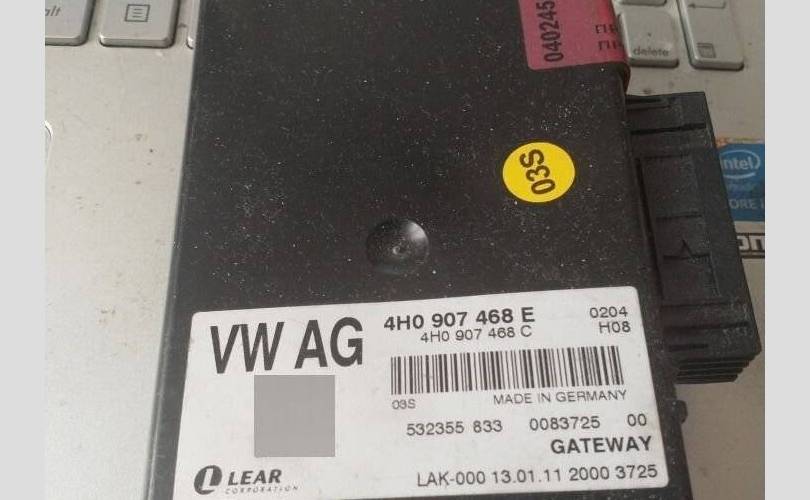 alt
040245
delete
intel
03S
VW AG
4H0 907 468 E
0204
4H0 907 468 C
H08
03S
MADE IN GERMANY
532355 833 0083725 00
GATEWAY
LEAR
CORPORATION
LAK-000 13.01.11 2000 3725